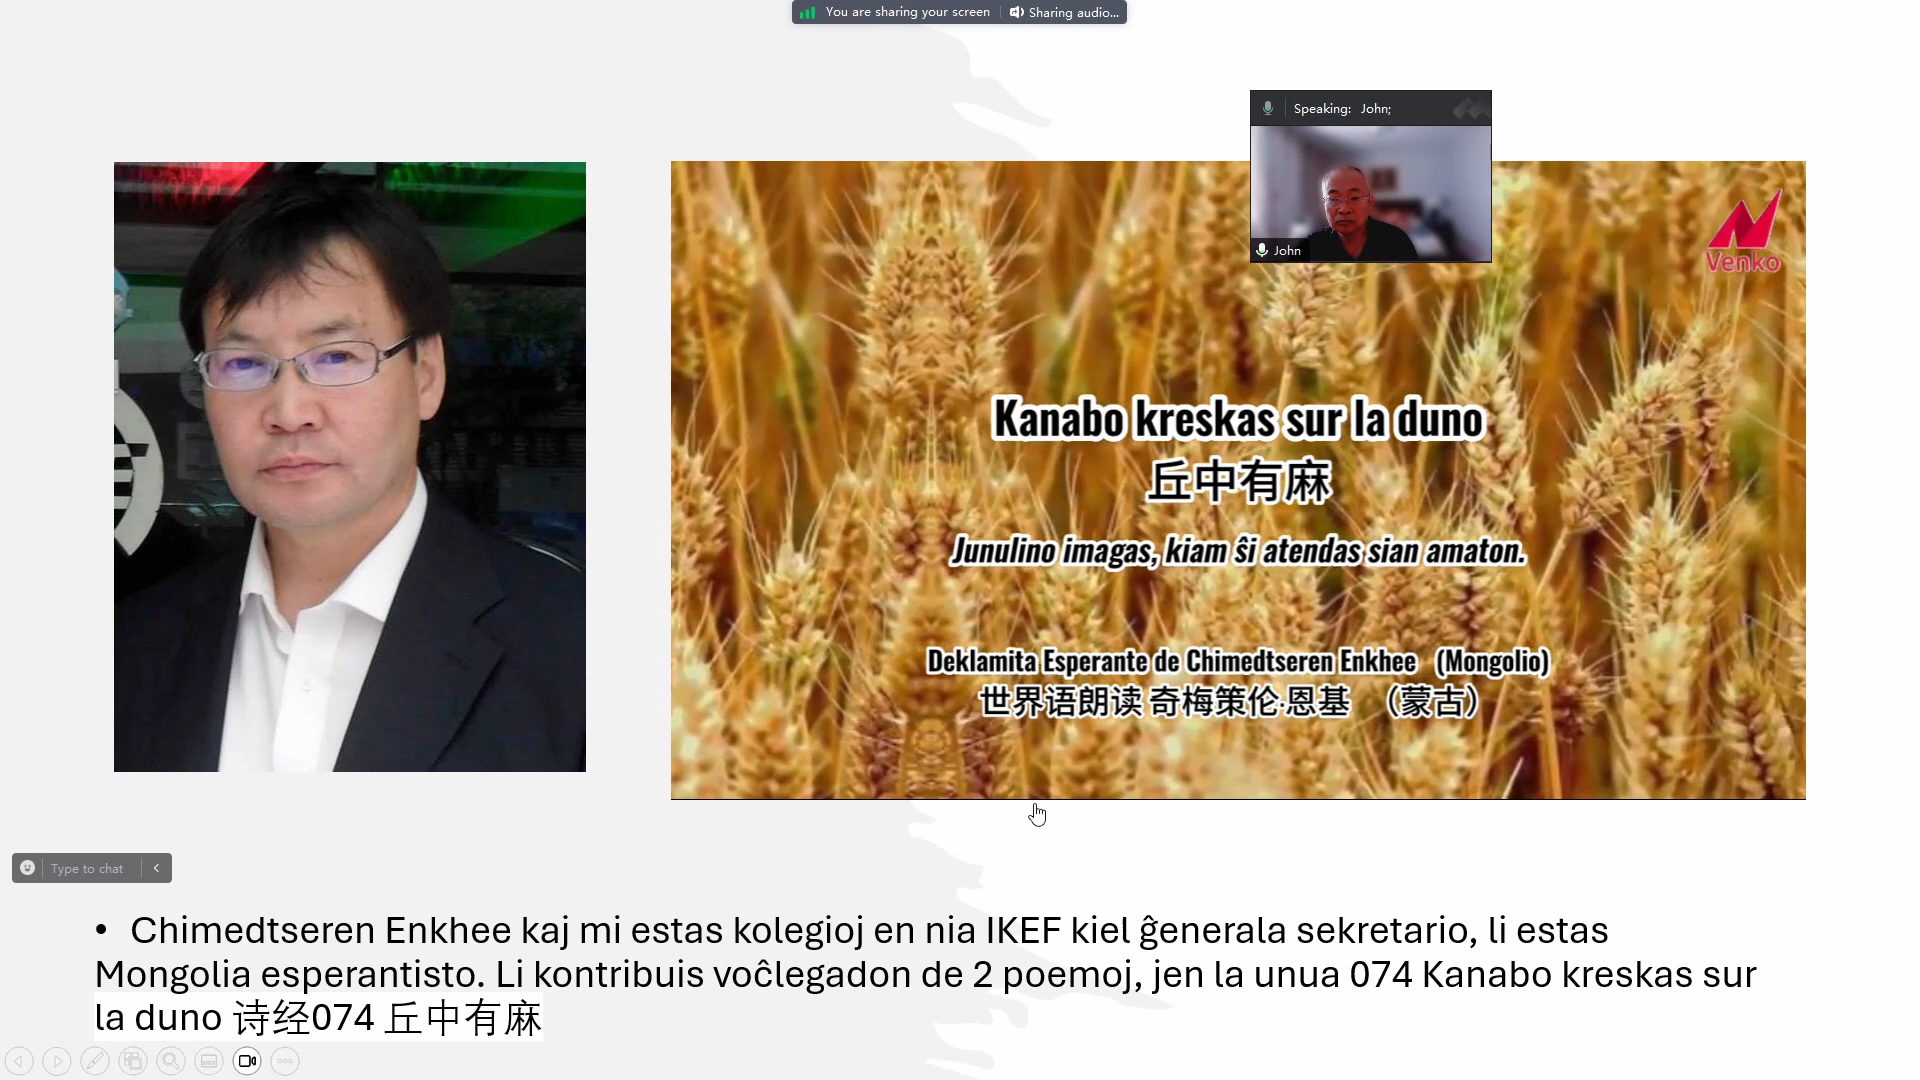 You are sharing your screen
Sharing audio...
Speaking: John;
John
Venko
Kanabo kreskas sur la duno
丘中有麻
Junulino imagas, kiam ŝi atendas sian amaton.
Deklamita Esperante de Chimedtseren Enkhee (Mongolio)
世界语朗读 奇梅策伦·恩基 （蒙古）
Type to chat
• Chimedtseren Enkhee kaj mi estas kolegioj en nia IKEF kiel ĝenerala sekretario, li estas
Mongolia esperantisto. Li kontribuis voĉlegadon de 2 poemoj, jen la unua 074 Kanabo kreskas sur
la duno 诗经074 丘中有麻